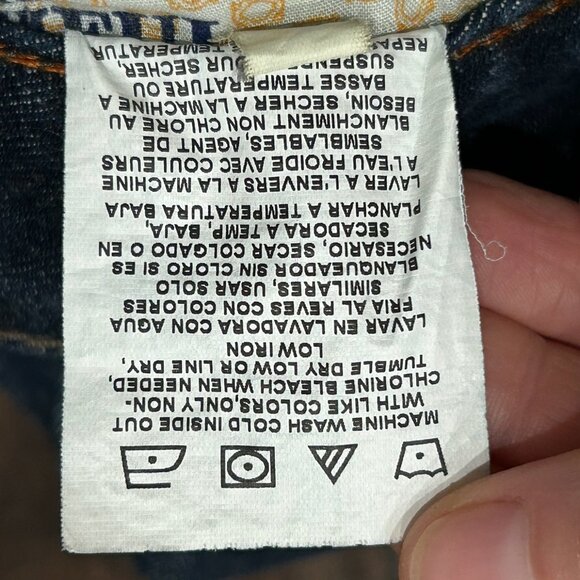 MACHINE WASH COLD INSIDE OUT
WITH LIKE COLORS,ONLY NON-
CHLORINE BLEACH WHEN NEEDED,
TUMBLE DRY LOW OR LINE DRY,
LOW IRON
LAVAR EN LAVADORA CON AGUA
FRIA AL REVES CON COLORES
SIMILARES, USAR SOLO
BLANQUEADOR SIN CLORO SI ES
NECESARIO, SECAR COLGADO O EN
SECADORA A TEMP, BAJA,
PLANCHAR A TEMPERATURA BAJA
LAVER A L'ENVERS A LA MACHINE
A L'EAU FROIDE AVEC COULEURS
SEMBLABLES, AGENT DE
BLANCHIMENT NON CHLORE AU
BESOIN, SECHER A LA MACHINE A
BASSE TEMPERATURE OU
SUSPENDRE POUR SECHER,